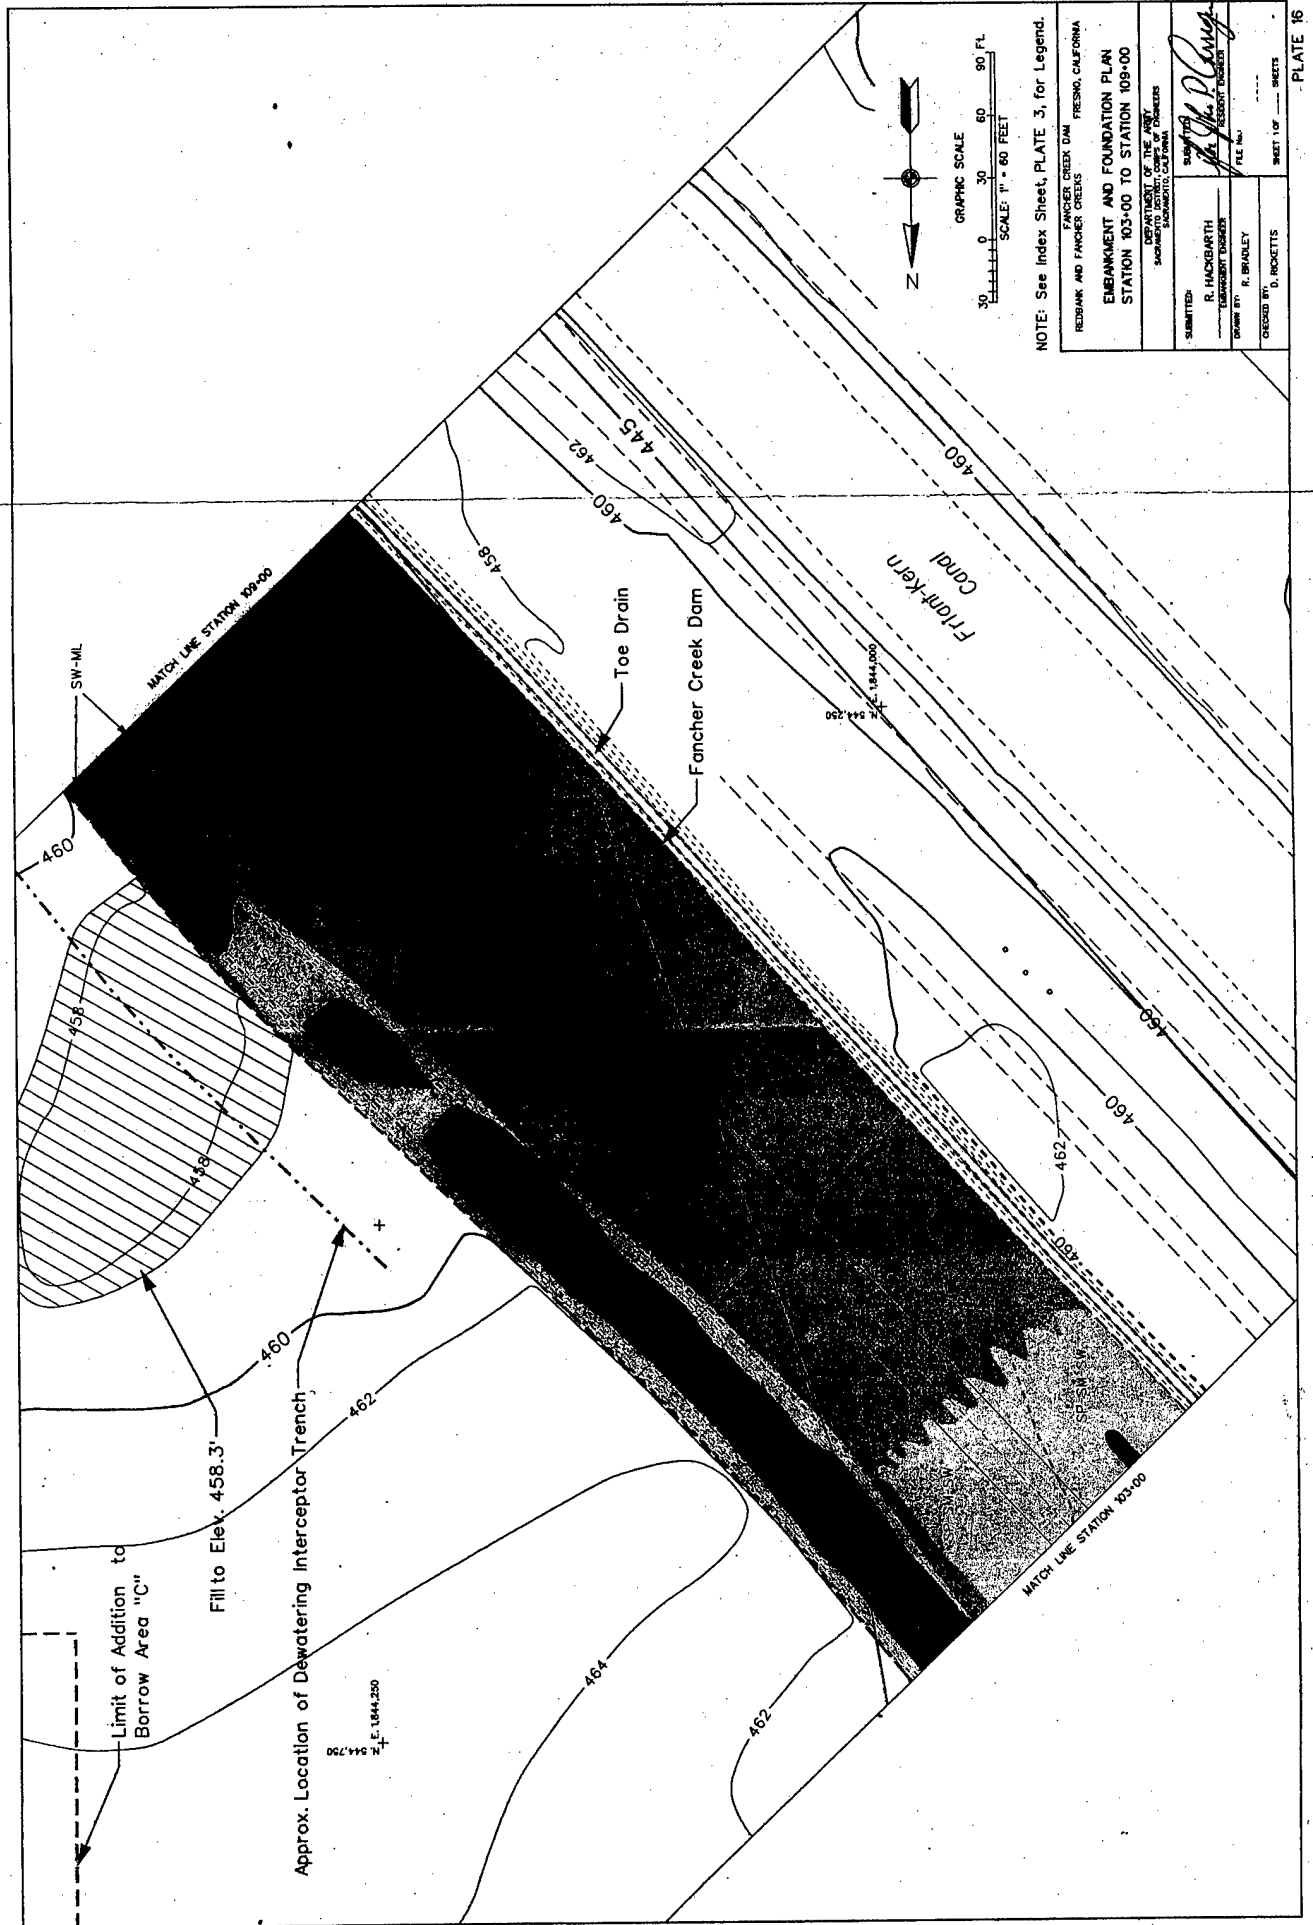 Limit of Addition to
Borrow Area "C"
Fill to Elev. 458.3'
Approx. Location of Dewatering Interceptor Trench
N. 544,750
E. 1,844,250
460
462
464
462
458
458
460
SW-ML
MATCH LINE STATION 109+00
Toe Drain
Fancher Creek Dam
458
460
462
445
N. 544,250
E. 1,844,000
Friant-Kern
Canal
460
460
460
462
460
SP-SM-SW
MATCH LINE STATION 103+00
N
GRAPHIC SCALE
30 0 30 60 90 Ft.
SCALE: 1" = 60 FEET
NOTE: See Index Sheet, PLATE 3, for Legend.
FANCHER CREEK DAM
REDBANK AND FANCHER CREEKS FRESNO, CALIFORNIA
EMBANKMENT AND FOUNDATION PLAN
STATION 103+00 TO STATION 109+00
DEPARTMENT OF THE ARMY
SACRAMENTO DISTRICT, CORPS OF ENGINEERS
SACRAMENTO, CALIFORNIA
SUBMITTED:
R. HACKBARTH
EMBANKMENT ENGINEER
SUBMITTED:
RESIDENT ENGINEER
DRAWN BY: R. BRADLEY
FILE No.:
CHECKED BY: D. RICKETTS
SHEET 1 OF SHEETS
PLATE 16